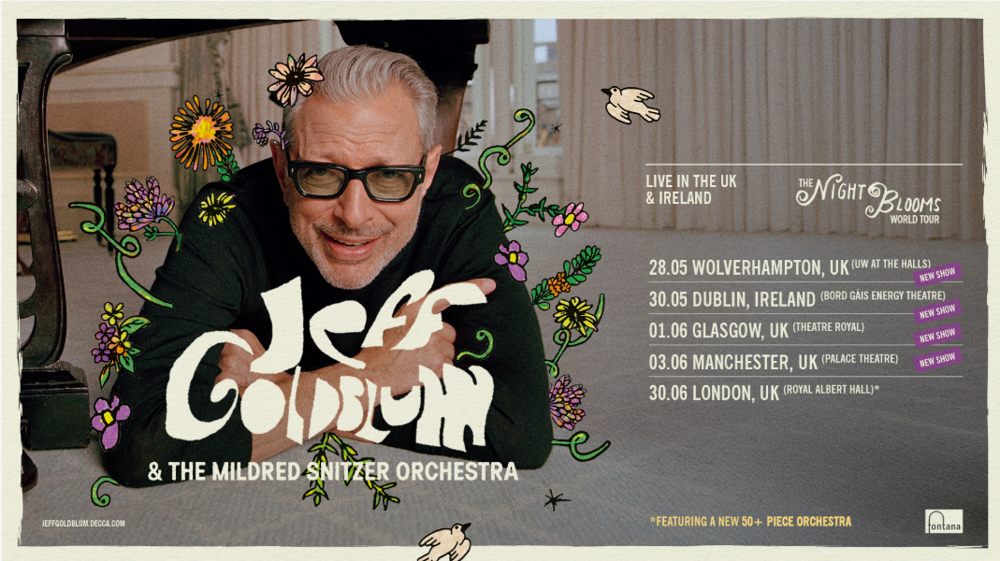 Jeff
Goldblum
& THE MILDRED SNITZER ORCHESTRA
JEFFGOLDBLUM.DECCA.COM
LIVE IN THE UK
& IRELAND
THE NIGHT BLOOMS
WORLD TOUR
28.05 WOLVERHAMPTON, UK (UW AT THE HALLS)
NEW SHOW
30.05 DUBLIN, IRELAND (BORD GÁIS ENERGY THEATRE)
NEW SHOW
01.06 GLASGOW, UK (THEATRE ROYAL)
NEW SHOW
03.06 MANCHESTER, UK (PALACE THEATRE)
NEW SHOW
30.06 LONDON, UK (ROYAL ALBERT HALL)*
*FEATURING A NEW 50+ PIECE ORCHESTRA
fontana